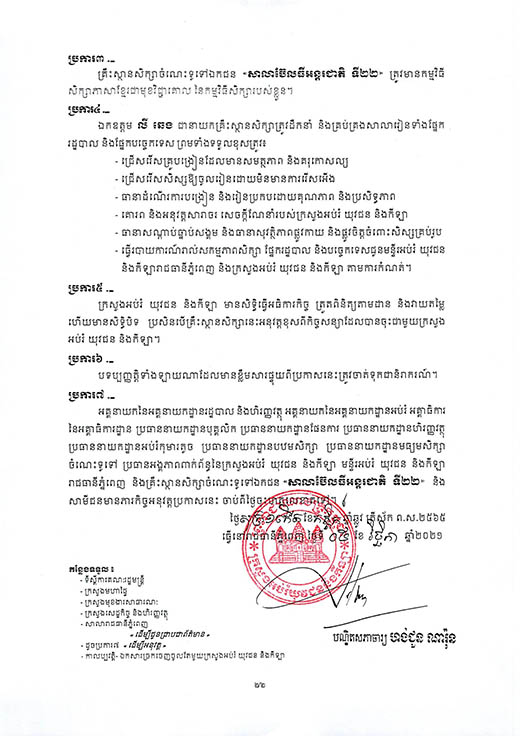 ប្រការ៣ ._
គ្រឹះស្ថានសិក្សាចំណេះទូទៅឯកជន «សាលាប៊ែលធីអន្តរជាតិ ទី២២» ត្រូវមានកម្មវិធី
សិក្សាភាសាខ្មែរជាមុខវិជ្ជាគោល នៃកម្មវិធីសិក្សារបស់ខ្លួន។
ប្រការ៤ ._
ឯកឧត្តម លី ឆេង ជានាយកគ្រឹះស្ថានសិក្សាត្រូវដឹកនាំ និងគ្រប់គ្រងសាលារៀនទាំងផ្នែក
រដ្ឋបាល និងផ្នែកបច្ចេកទេស ព្រមទាំងទទួលខុសត្រូវ៖
- ជ្រើសរើសគ្រូបង្រៀនដែលមានសមត្ថភាព និងគរុកោសល្យ
- ជ្រើសរើសសិស្សឱ្យចូលរៀនដោយមិនមានការរើសអើង
- ធានាដំណើរការបង្រៀន និងរៀនប្រកបដោយគុណភាព និងប្រសិទ្ធភាព
- គោរព និងអនុវត្តសារាចរ សេចក្តីណែនាំរបស់ក្រសួងអប់រំ យុវជន និងកីឡា
- ធានាសណ្តាប់ធ្នាប់សង្គម និងធានាសុវត្ថិភាពផ្លូវកាយ និងផ្លូវចិត្តចំពោះសិស្សគ្រប់រូប
- ធ្វើរបាយការណ៍រាល់សកម្មភាពសិក្សា ផ្នែករដ្ឋបាល និងបច្ចេកទេសជូនមន្ទីរអប់រំ យុវជន
និងកីឡារាជធានីភ្នំពេញ និងក្រសួងអប់រំ យុវជន និងកីឡា តាមការកំណត់។
ប្រការ៥ ._
ក្រសួងអប់រំ យុវជន និងកីឡា មានសិទ្ធិធ្វើអធិការកិច្ច ត្រួតពិនិត្យតាមដាន និងវាយតម្លៃ
ហើយមានសិទ្ធិបិទ ប្រសិនបើគ្រឹះស្ថានសិក្សានេះអនុវត្តខុសពីកិច្ចសន្យាដែលបានចុះជាមួយក្រសួង
អប់រំ យុវជន និងកីឡា។
ប្រការ៦ ._
បទប្បញ្ញត្តិទាំងឡាយណាដែលមានខ្លឹមសារផ្ទុយពីប្រកាសនេះត្រូវចាត់ទុកជានិរាករណ៍។
ប្រការ៧ ._
អគ្គនាយកនៃអគ្គនាយកដ្ឋានរដ្ឋបាល និងហិរញ្ញវត្ថុ អគ្គនាយកនៃអគ្គនាយកដ្ឋានអប់រំ អគ្គាធិការ
នៃអគ្គាធិការដ្ឋាន ប្រធាននាយកដ្ឋានបុគ្គលិក ប្រធាននាយកដ្ឋានផែនការ ប្រធាននាយកដ្ឋានហិរញ្ញវត្ថុ
ប្រធាននាយកដ្ឋានអប់រំកុមារតូច ប្រធាននាយកដ្ឋានបឋមសិក្សា ប្រធាននាយកដ្ឋានមធ្យមសិក្សា
ចំណេះទូទៅ ប្រធានអង្គភាពពាក់ព័ន្ធនៃក្រសួងអប់រំ យុវជន និងកីឡា មន្ទីរអប់រំ យុវជន និងកីឡា
រាជធានីភ្នំពេញ និងគ្រឹះស្ថានសិក្សាចំណេះទូទៅឯកជន «សាលាប៊ែលធីអន្តរជាតិ ទី២២» និង
សាមីជនមានភារកិច្ចអនុវត្តប្រកាសនេះ ចាប់ពីថ្ងៃចុះហត្ថលេខាតទៅ។
ថ្ងៃ ខែ ឆ្នាំឆ្លូវ ត្រីស័ក ព.ស.២៥៦៥
ធ្វើនៅរាជធានីភ្នំពេញ ថ្ងៃទី ០៤ ខែ វិច្ឆិកា ឆ្នាំ២០២១
កន្លែងទទួល ៖
- ទីស្តីការគណៈរដ្ឋមន្ត្រី
- ក្រសួងមហាផ្ទៃ
- ក្រសួងមុខងារសាធារណៈ
- ក្រសួងសេដ្ឋកិច្ច និងហិរញ្ញវត្ថុ
- សាលារាជធានីភ្នំពេញ
«ដើម្បីជូនជ្រាបជាព័ត៌មាន»
- ដូចប្រការ៧ «ដើម្បីអនុវត្ត»
- កាលប្បវត្តិ- ឯកសារច្រកចេញចូលតែមួយក្រសួងអប់រំ យុវជន និងកីឡា
បណ្ឌិតសភាចារ្យ ហង់ជួន ណារ៉ុន
២/២